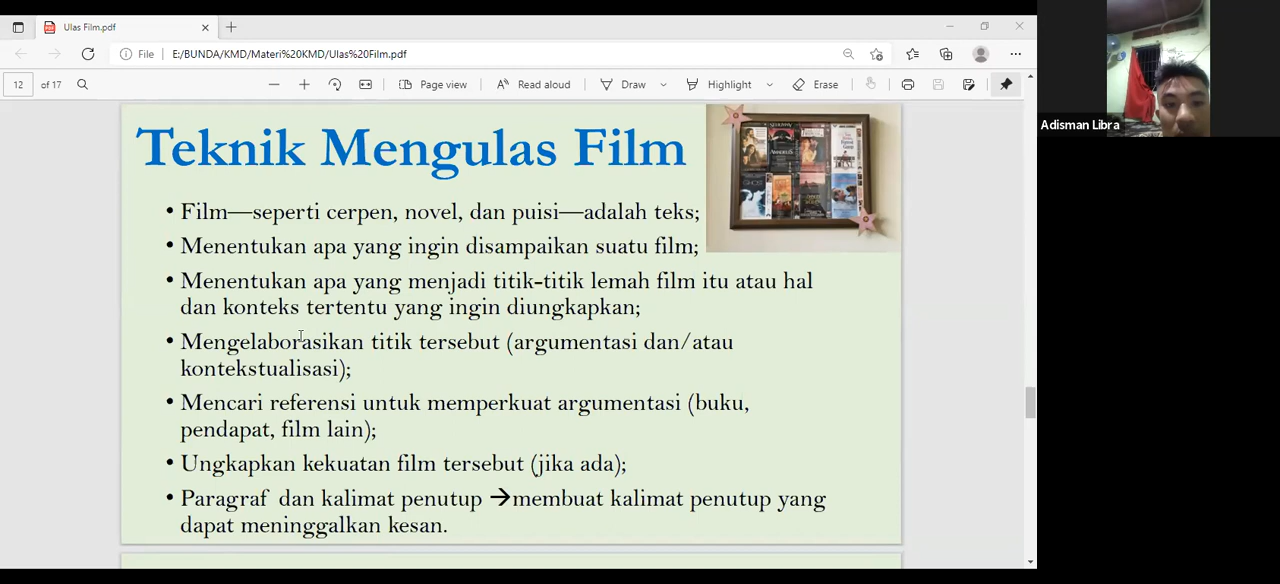 Ulas Film.pdf
File E:/BUNDA/KMD/Materi%20KMD/Ulas%20Film.pdf
12 of 17 Page view Read aloud Draw Highlight Erase
Adisman Libra
Teknik Mengulas Film
• Film—seperti cerpen, novel, dan puisi—adalah teks;
• Menentukan apa yang ingin disampaikan suatu film;
• Menentukan apa yang menjadi titik-titik lemah film itu atau hal
dan konteks tertentu yang ingin diungkapkan;
• Mengelaborasikan titik tersebut (argumentasi dan/atau
kontekstualisasi);
• Mencari referensi untuk memperkuat argumentasi (buku,
pendapat, film lain);
• Ungkapkan kekuatan film tersebut (jika ada);
• Paragraf dan kalimat penutup →membuat kalimat penutup yang
dapat meninggalkan kesan.